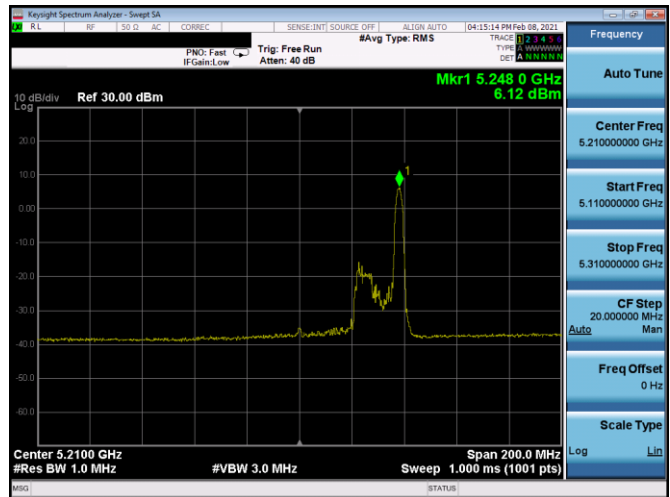 Keysight Spectrum Analyzer - Swept SA
RL RF 50 Ω AC CORREC SENSE:INT SOURCE OFF ALIGN AUTO 04:15:14 PM Feb 08, 2021
#Avg Type: RMS
TRACE 1 2 3 4 5 6
TYPE A WWWWW
DET A N N N N N
PNO: Fast
IFGain:Low
Trig: Free Run
Atten: 40 dB
Mkr1 5.248 0 GHz
6.12 dBm
10 dB/div Ref 30.00 dBm
Log
20.0
10.0
0.00
-10.0
-20.0
-30.0
-40.0
-50.0
-60.0
1
Center 5.2100 GHz
Span 200.0 MHz
#Res BW 1.0 MHz
#VBW 3.0 MHz
Sweep 1.000 ms (1001 pts)
MSG
STATUS
Frequency
Auto Tune
Center Freq
5.210000000 GHz
Start Freq
5.110000000 GHz
Stop Freq
5.310000000 GHz
CF Step
20.000000 MHz
Auto Man
Freq Offset
0 Hz
Scale Type
Log Lin